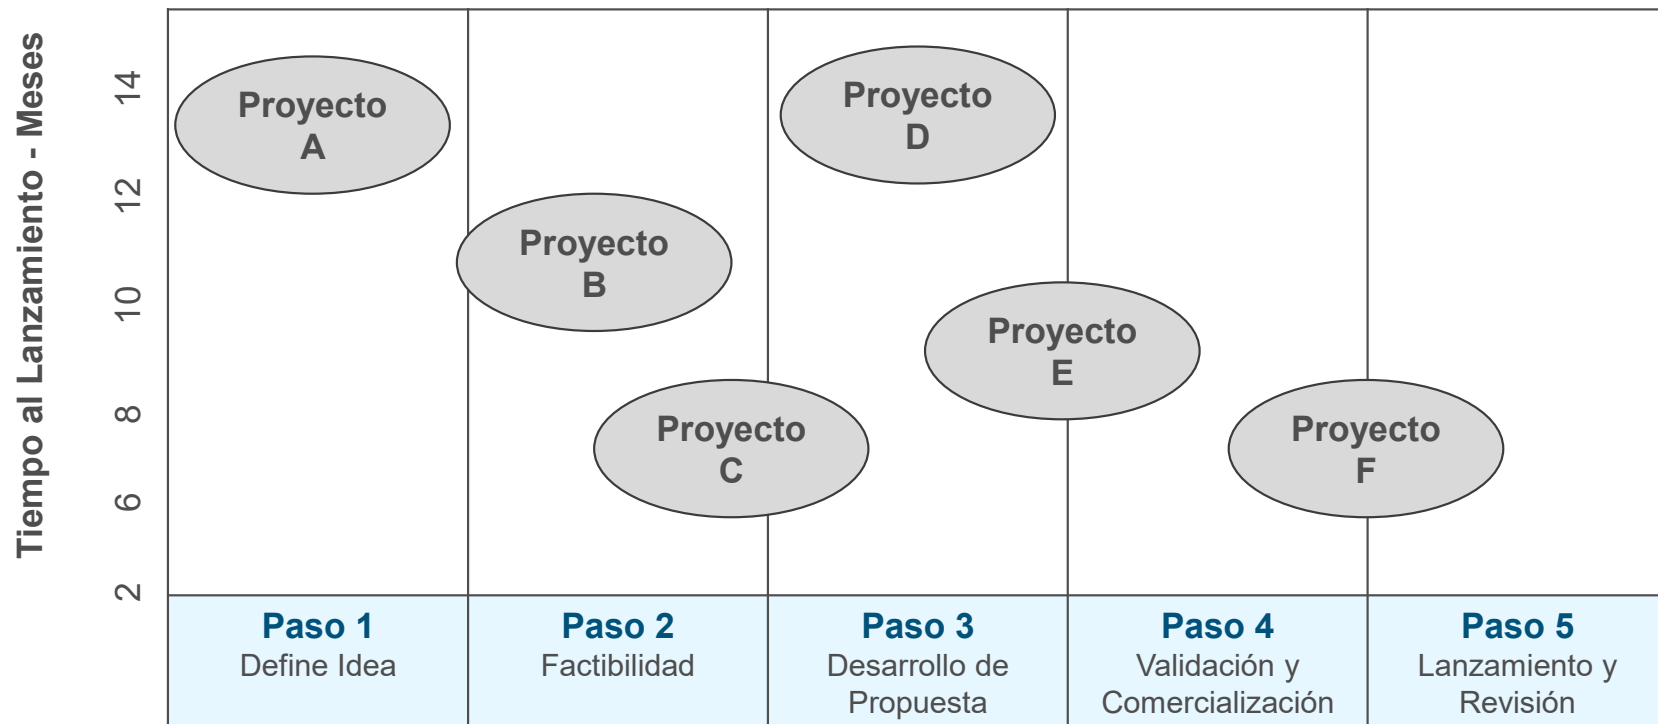 Tiempo al Lanzamiento - Meses
14
12
10
8
6
2
Proyecto
A
Proyecto
B
Proyecto
C
Proyecto
D
Proyecto
E
Proyecto
F
Paso 1
Define Idea
Paso 2
Factibilidad
Paso 3
Desarrollo de
Propuesta
Paso 4
Validación y
Comercialización
Paso 5
Lanzamiento y
Revisión